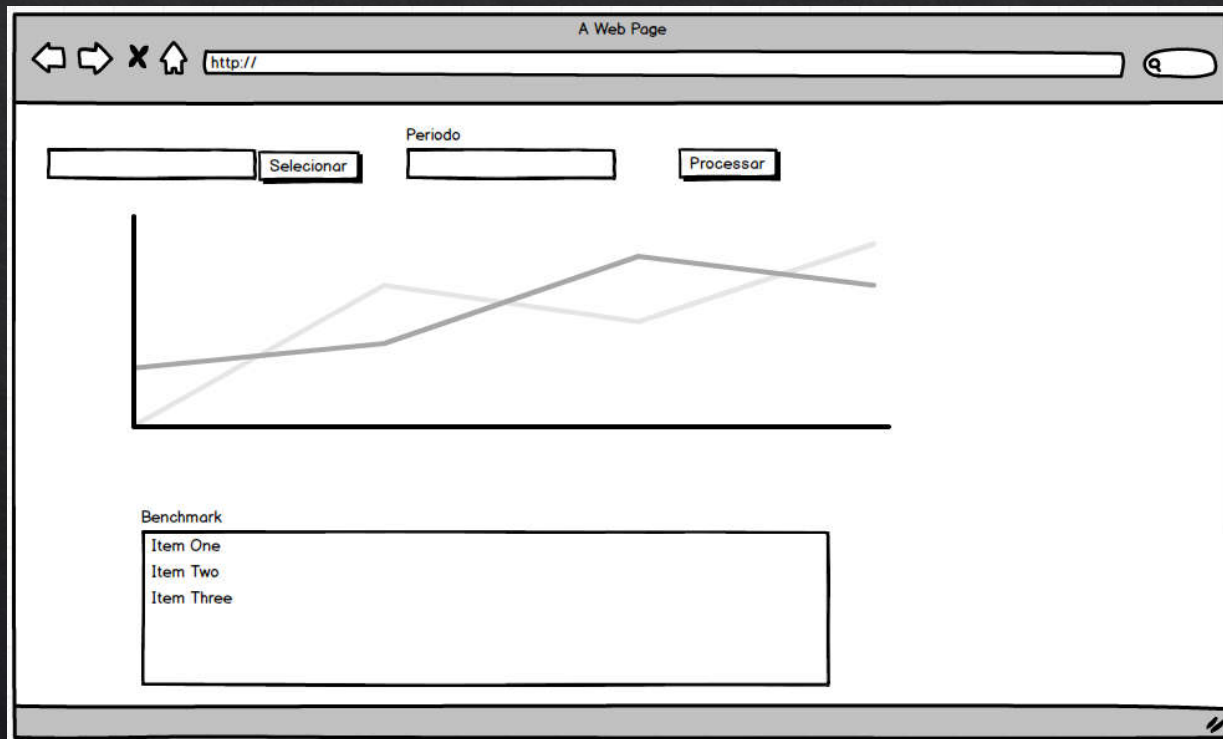 A Web Page
http://
Periodo
Selecionar
Processar
Benchmark
Item One
Item Two
Item Three